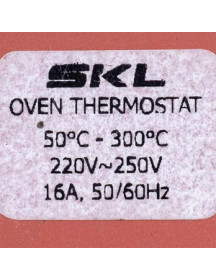 SKL
OVEN THERMOSTAT
50°C - 300°C
220V~250V
16A, 50/60Hz